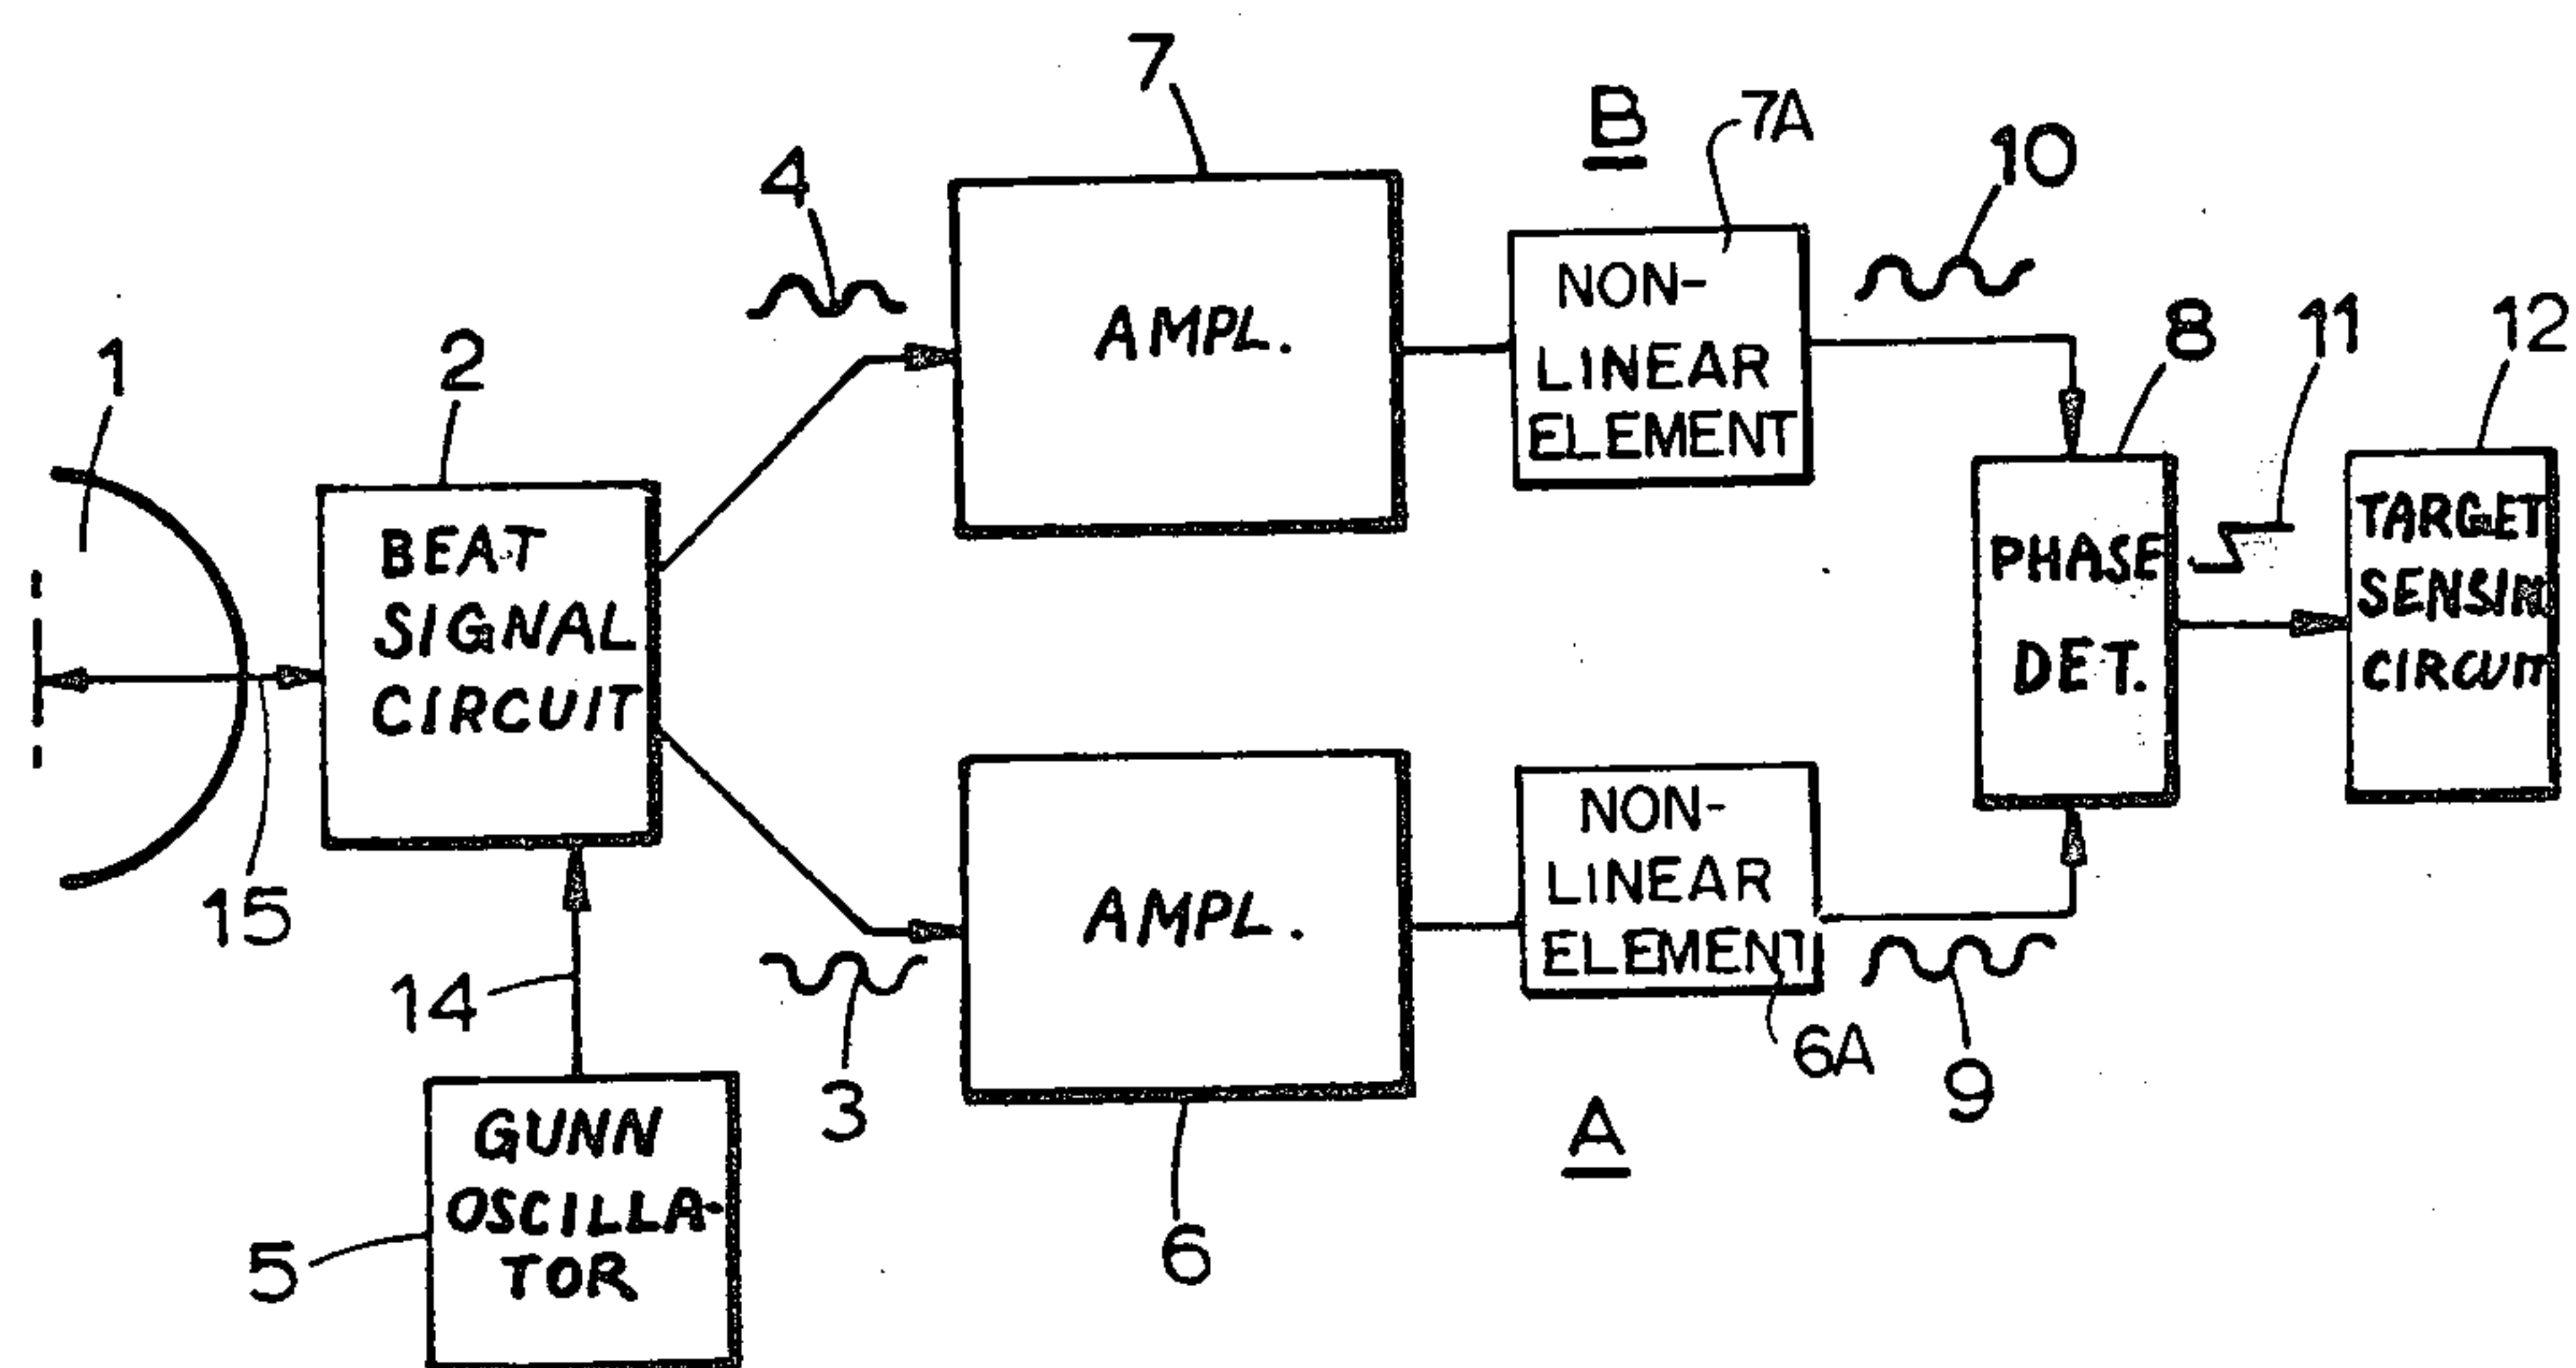 7
B
7A
10
4
AMPL.
NON-
LINEAR
ELEMENT
8
11
12
1
2
BEAT
SIGNAL
CIRCUIT
PHASE
DET.
TARGET
SENSIN
CIRCUIT
15
14
3
AMPL.
NON-
LINEAR
ELEMENT
6A
9
A
6
5
GUNN
OSCILLA-
TOR